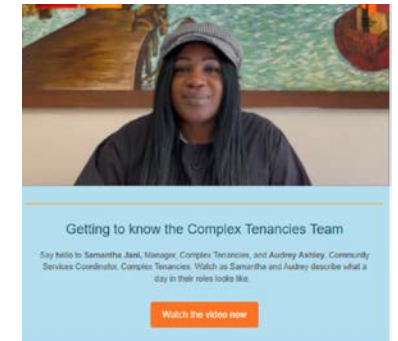 Getting to know the Complex Tenancies Team
Say hello to Samantha Jani, Manager, Complex Tenancies, and Audrey Ashley, Community
Services Coordinator, Complex Tenancies. Watch as Samantha and Audrey describe what a
day in their roles looks like.
Watch the video now